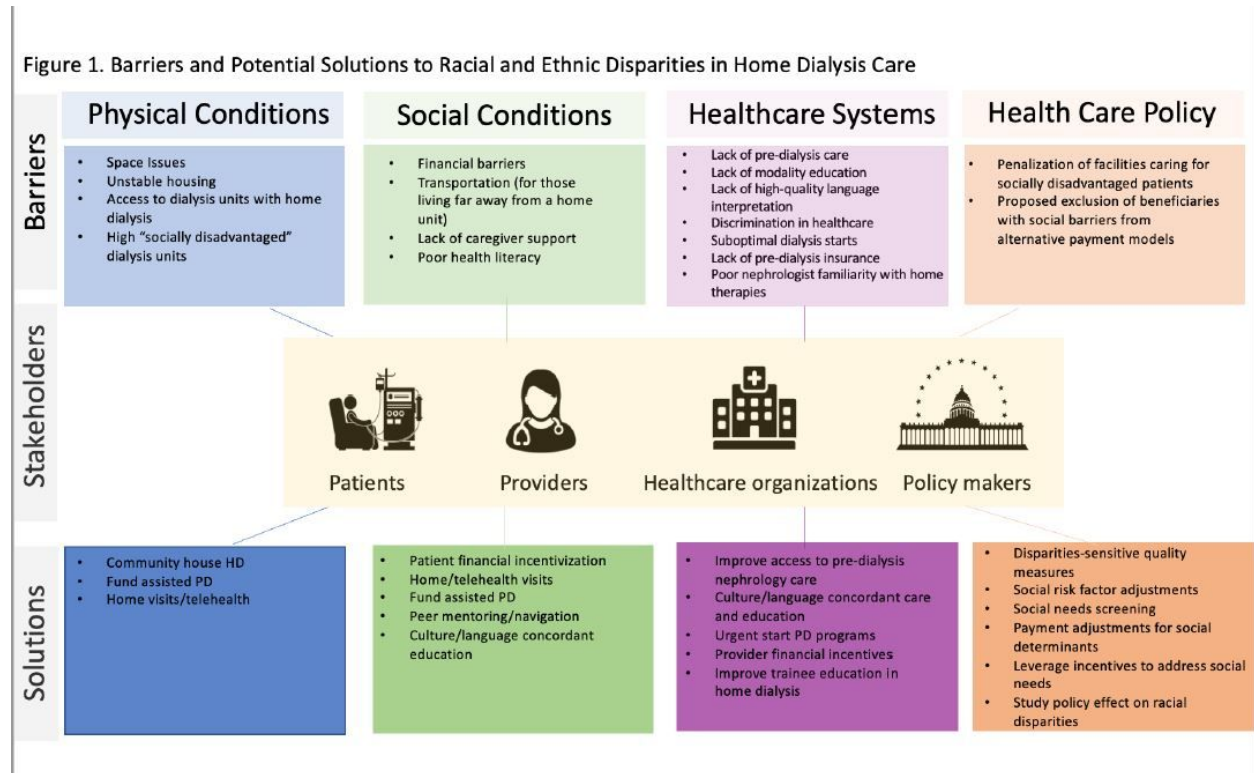 Figure 1. Barriers and Potential Solutions to Racial and Ethnic Disparities in Home Dialysis Care
Barriers
Physical Conditions
• Space Issues
• Unstable housing
• Access to dialysis units with home
dialysis
• High “socially disadvantaged”
dialysis units
Social Conditions
• Financial barriers
• Transportation (for those
living far away from a home
unit)
• Lack of caregiver support
• Poor health literacy
Healthcare Systems
• Lack of pre-dialysis care
• Lack of modality education
• Lack of high-quality language
interpretation
• Discrimination in healthcare
• Suboptimal dialysis starts
• Lack of pre-dialysis insurance
• Poor nephrologist familiarity with home
therapies
Health Care Policy
• Penalization of facilities caring for
socially disadvantaged patients
• Proposed exclusion of beneficiaries
with social barriers from
alternative payment models
Stakeholders
Patients
Providers
Healthcare organizations
Policy makers
Solutions
• Community house HD
• Fund assisted PD
• Home visits/telehealth
• Patient financial incentivization
• Home/telehealth visits
• Fund assisted PD
• Peer mentoring/navigation
• Culture/language concordant
education
• Improve access to pre-dialysis
nephrology care
• Culture/language concordant care
and education
• Urgent start PD programs
• Provider financial incentives
• Improve trainee education in
home dialysis
• Disparities-sensitive quality
measures
• Social risk factor adjustments
• Social needs screening
• Payment adjustments for social
determinants
• Leverage incentives to address social
needs
• Study policy effect on racial
disparities